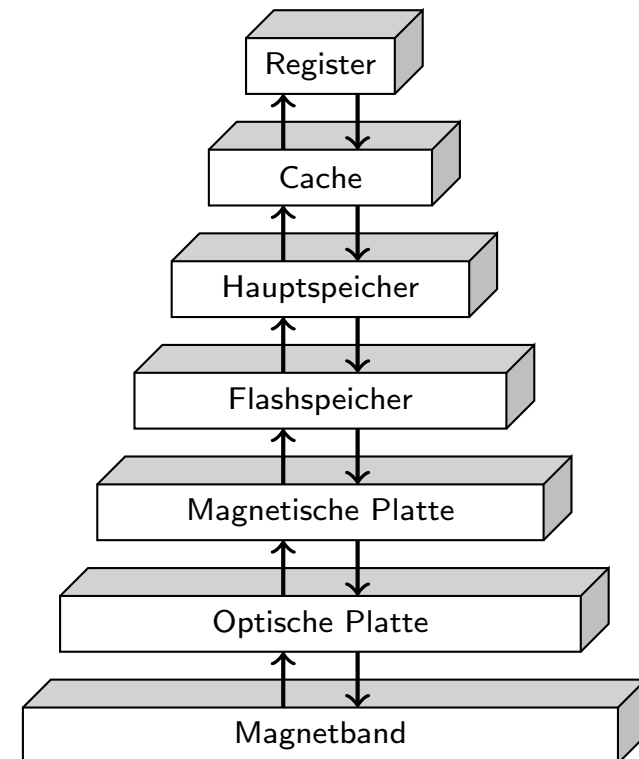 Register
Cache
Hauptspeicher
Flashspeicher
Magnetische Platte
Optische Platte
Magnetband